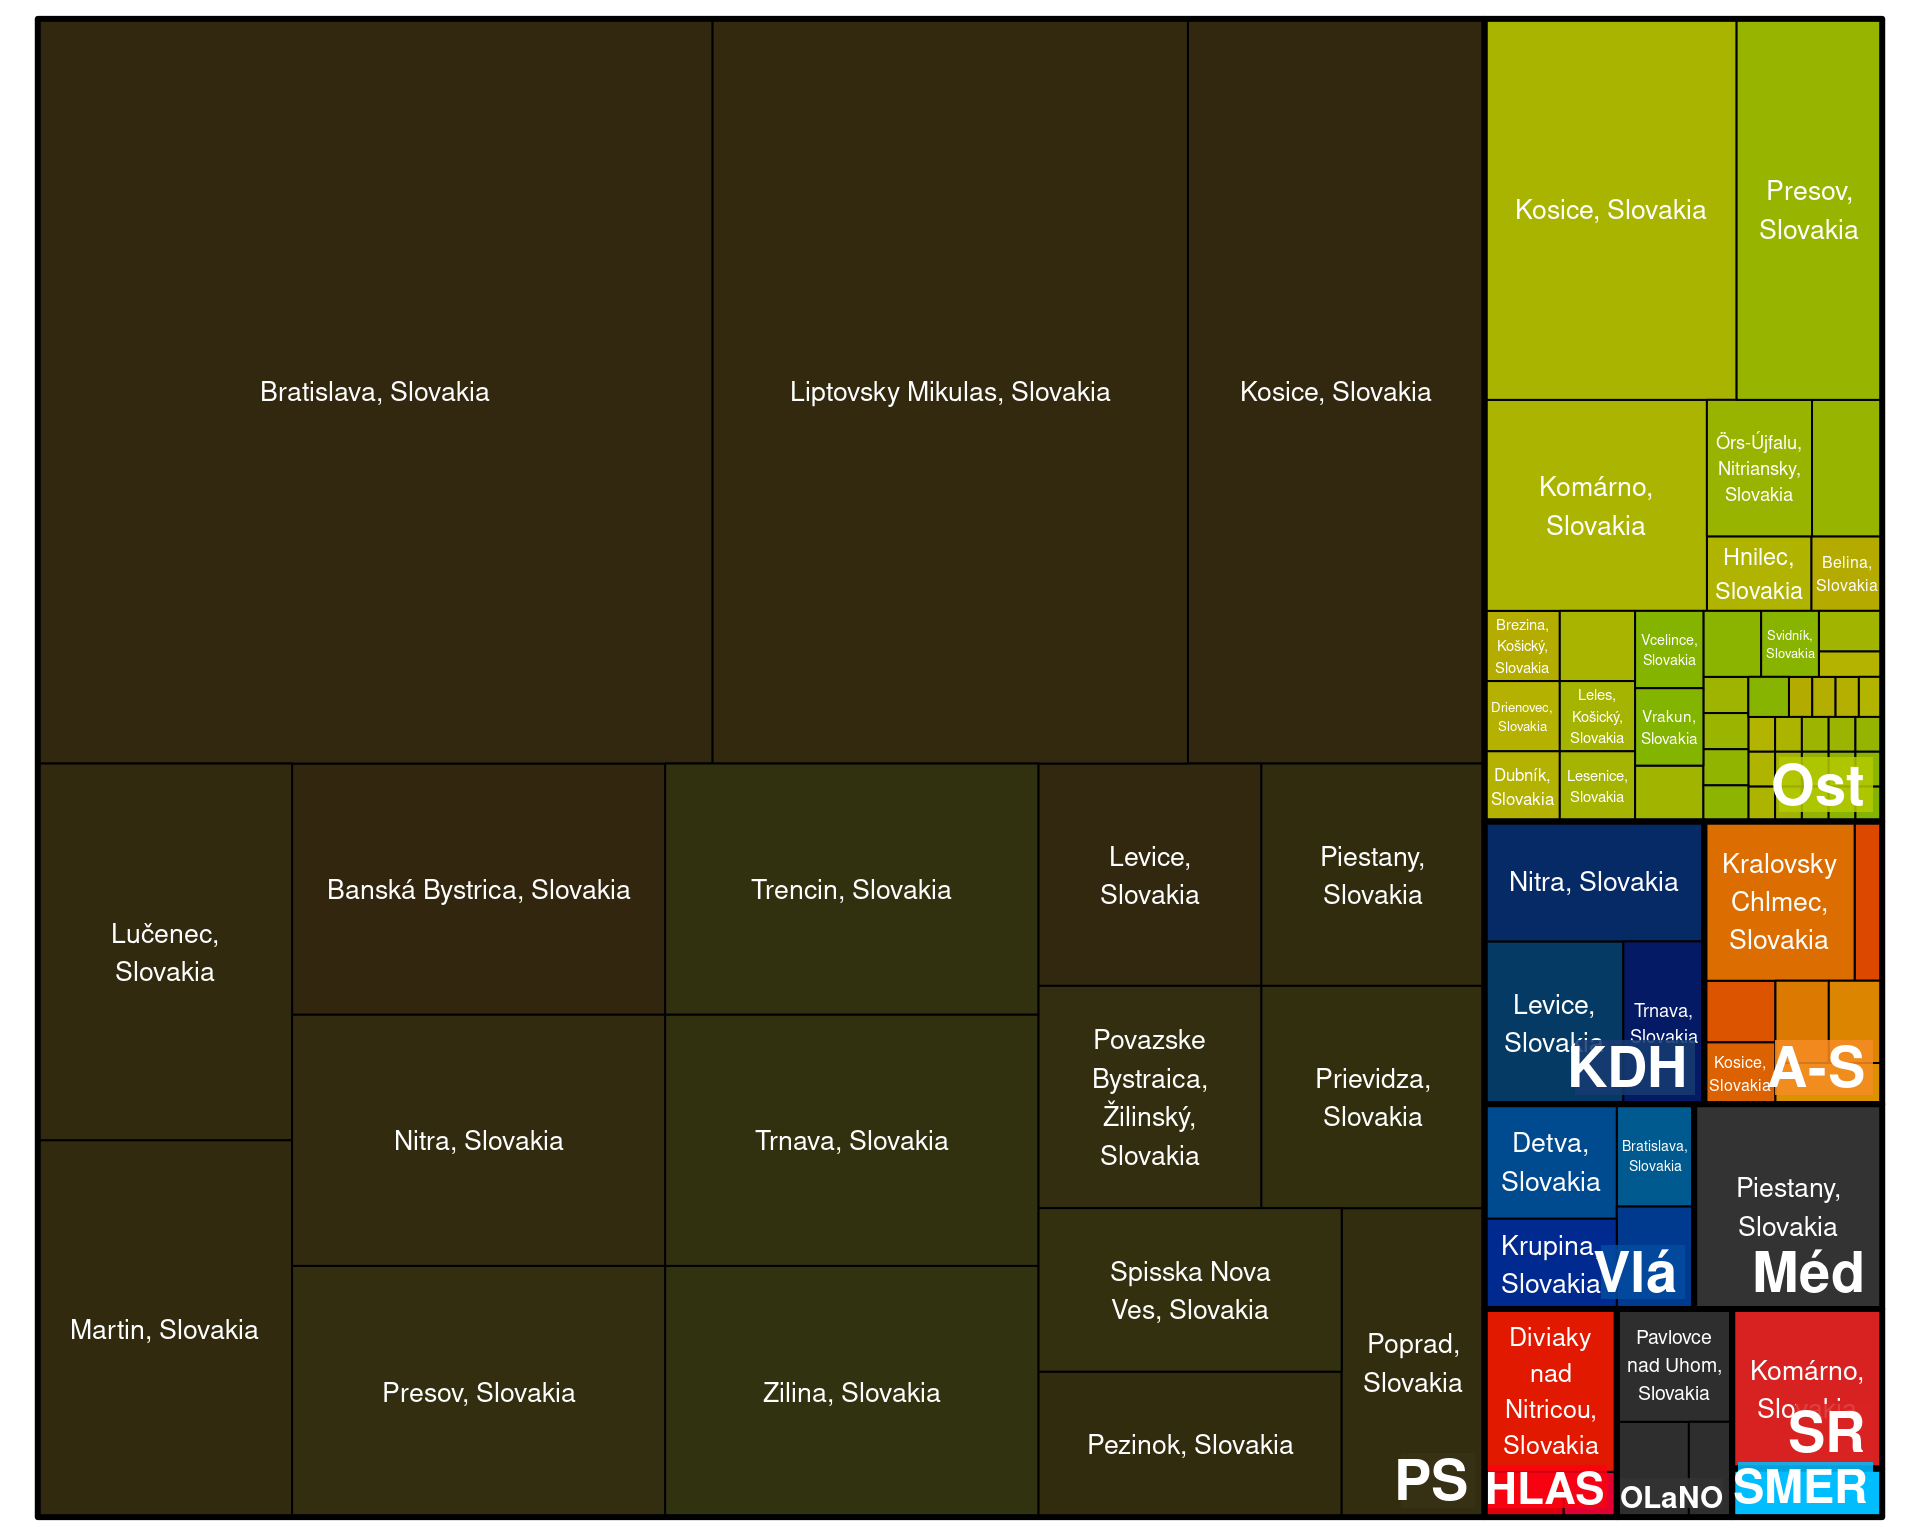 Bratislava, Slovakia
Liptovsky Mikulas, Slovakia
Kosice, Slovakia
Lučenec,
Slovakia
Martin, Slovakia
Banská Bystrica, Slovakia
Nitra, Slovakia
Presov, Slovakia
Trencin, Slovakia
Trnava, Slovakia
Zilina, Slovakia
Levice,
Slovakia
Piestany,
Slovakia
Povazske
Bystraica,
Žilinský,
Slovakia
Prievidza,
Slovakia
Spisska Nova
Ves, Slovakia
Pezinok, Slovakia
Poprad,
Slovakia
PS
Kosice, Slovakia
Presov,
Slovakia
Komárno,
Slovakia
Örs-Újfalu,
Nitriansky,
Slovakia
Hnilec,
Slovakia
Belina,
Slovakia
Brezina,
Košický,
Slovakia
Drienovec,
Slovakia
Dubník,
Slovakia
Leles,
Košický,
Slovakia
Lesenice,
Slovakia
Vcelince,
Slovakia
Vrakun,
Slovakia
Svidník,
Slovakia
Ost
Nitra, Slovakia
Levice,
Slovakia
Trnava,
Slovakia
KDH
Kralovsky
Chlmec,
Slovakia
Kosice,
Slovakia
A-S
Detva,
Slovakia
Bratislava,
Slovakia
Krupina,
Slovakia
Vlá
Piestany,
Slovakia
Méd
Diviaky
nad
Nitricou,
Slovakia
HLAS
Pavlovce
nad Uhom,
Slovakia
OLaNO
Komárno,
Slovakia
SR
SMER